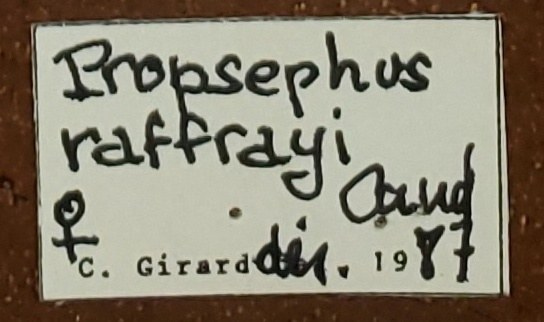 Propsephus
raffrayi
♀ Cand
C. Girard dét. 1987